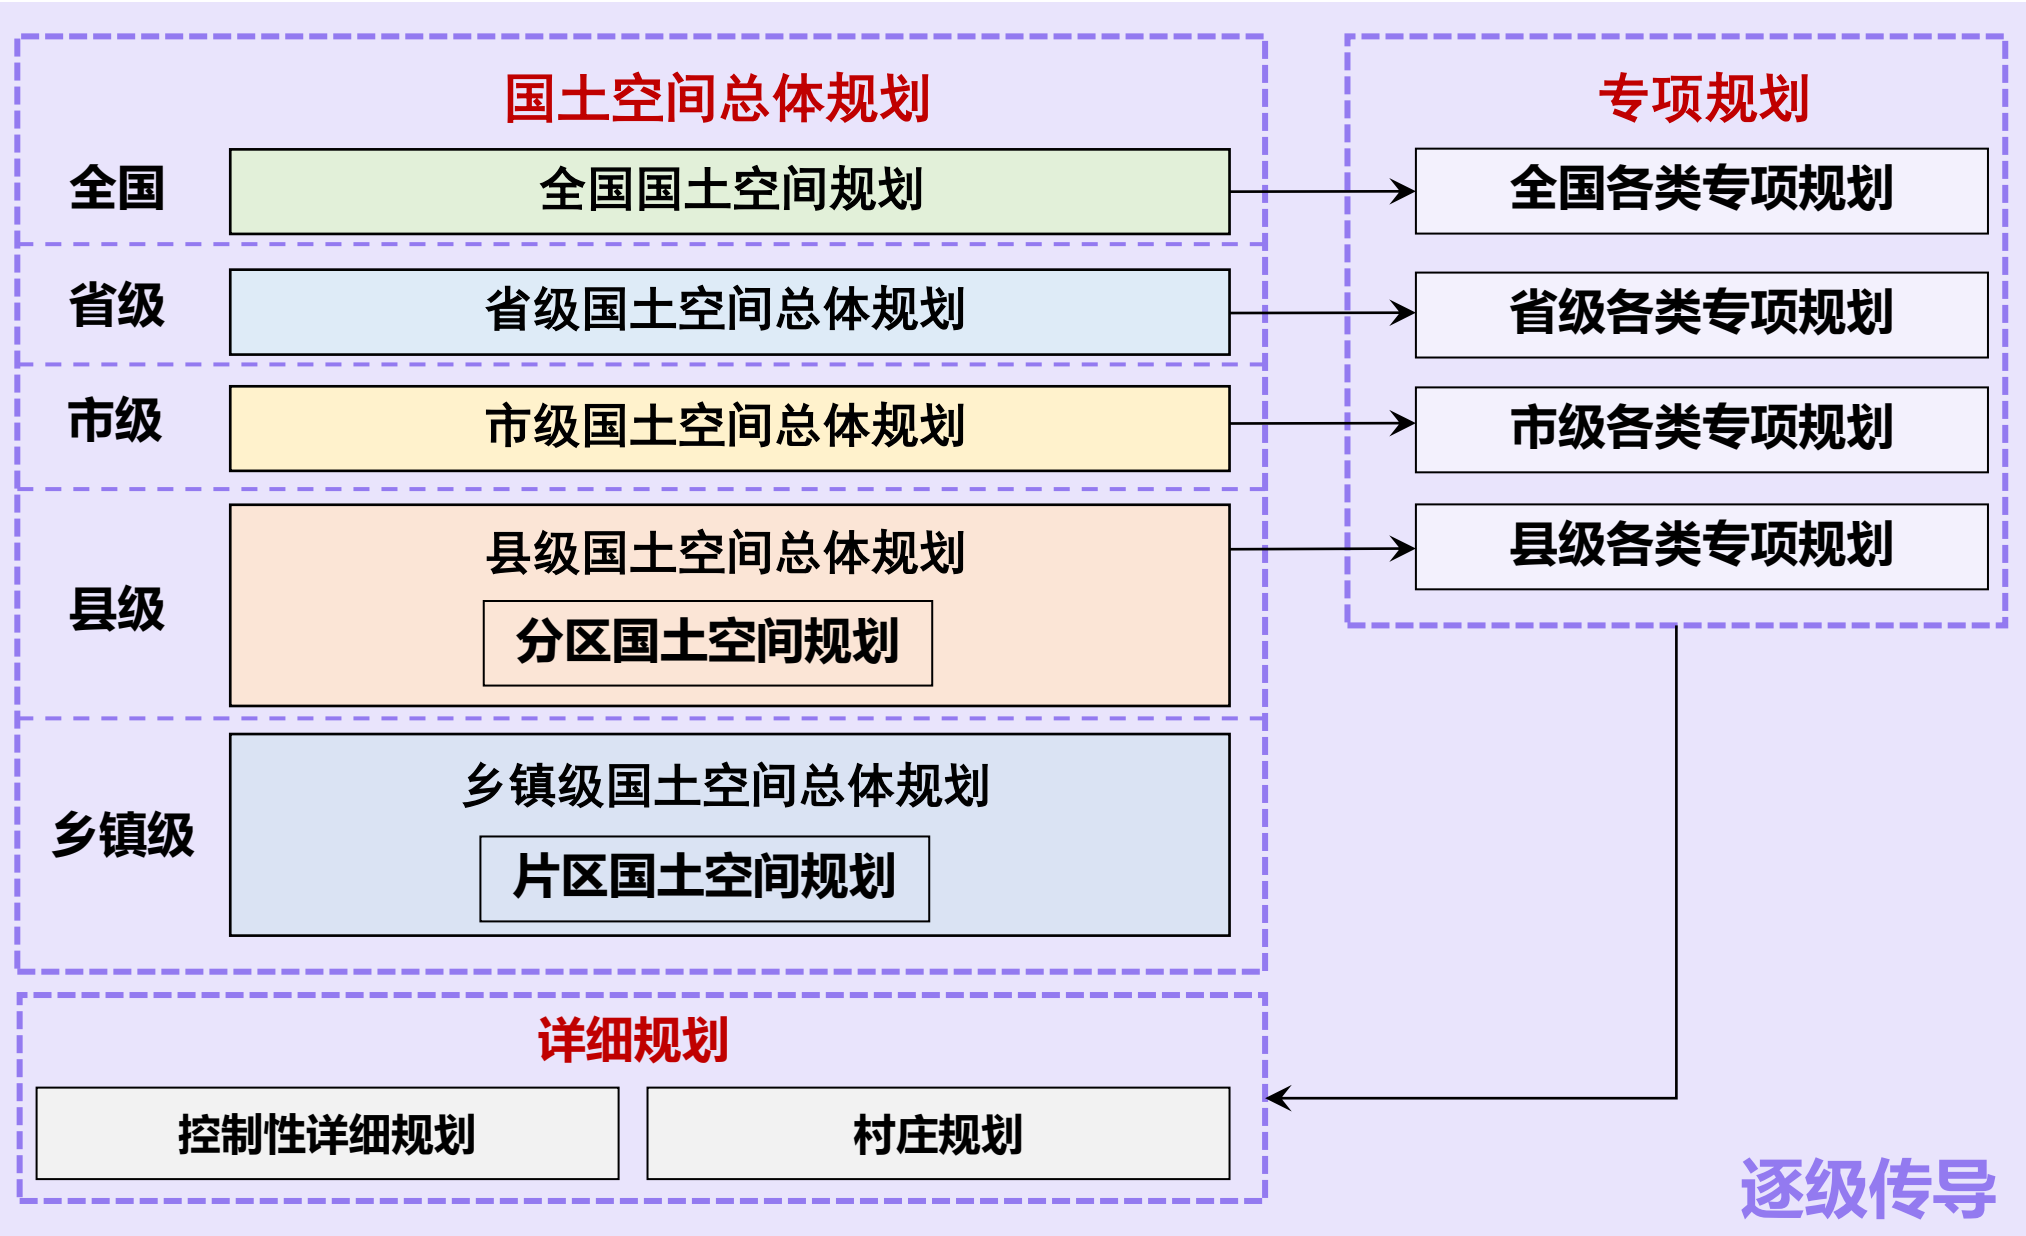 国土空间总体规划
全国
全国国土空间规划
省级
省级国土空间总体规划
市级
市级国土空间总体规划
县级
县级国土空间总体规划
分区国土空间规划
乡镇级
乡镇级国土空间总体规划
片区国土空间规划
专项规划
全国各类专项规划
省级各类专项规划
市级各类专项规划
县级各类专项规划
详细规划
控制性详细规划
村庄规划
逐级传导